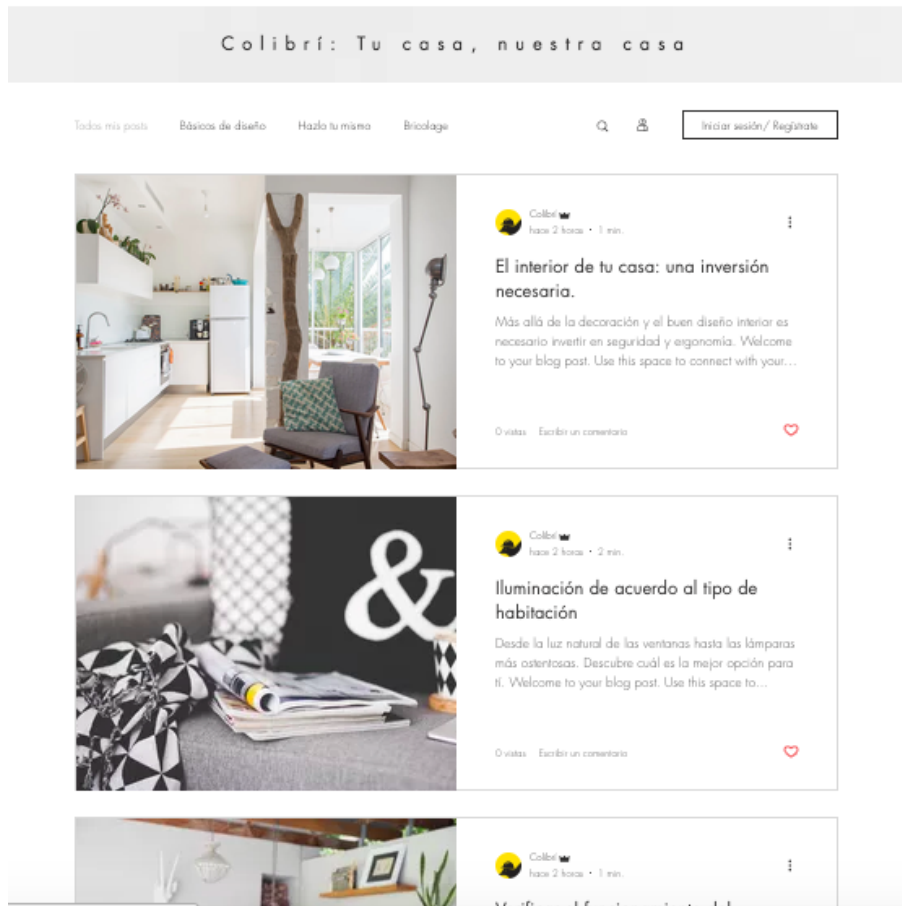 Colibrí: Tu casa, nuestra casa
Todos mis posts Básicos de diseño Hazlo tu mismo Bricolage Iniciar sesión/ Regístrate
Colibrí
hace 2 horas • 1 min.
El interior de tu casa: una inversión
necesaria.
Más allá de la decoración y el buen diseño interior es
necesario invertir en seguridad y ergonomía. Welcome
to your blog post. Use this space to connect with your…
0 vistas Escribir un comentario
&
Colibrí
hace 2 horas • 2 min.
Iluminación de acuerdo al tipo de
habitación
Desde la luz natural de las ventanas hasta las lámparas
más ostentosas. Descubre cuál es la mejor opción para
tí. Welcome to your blog post. Use this space to…
0 vistas Escribir un comentario
Colibrí
hace 2 horas • 1 min.